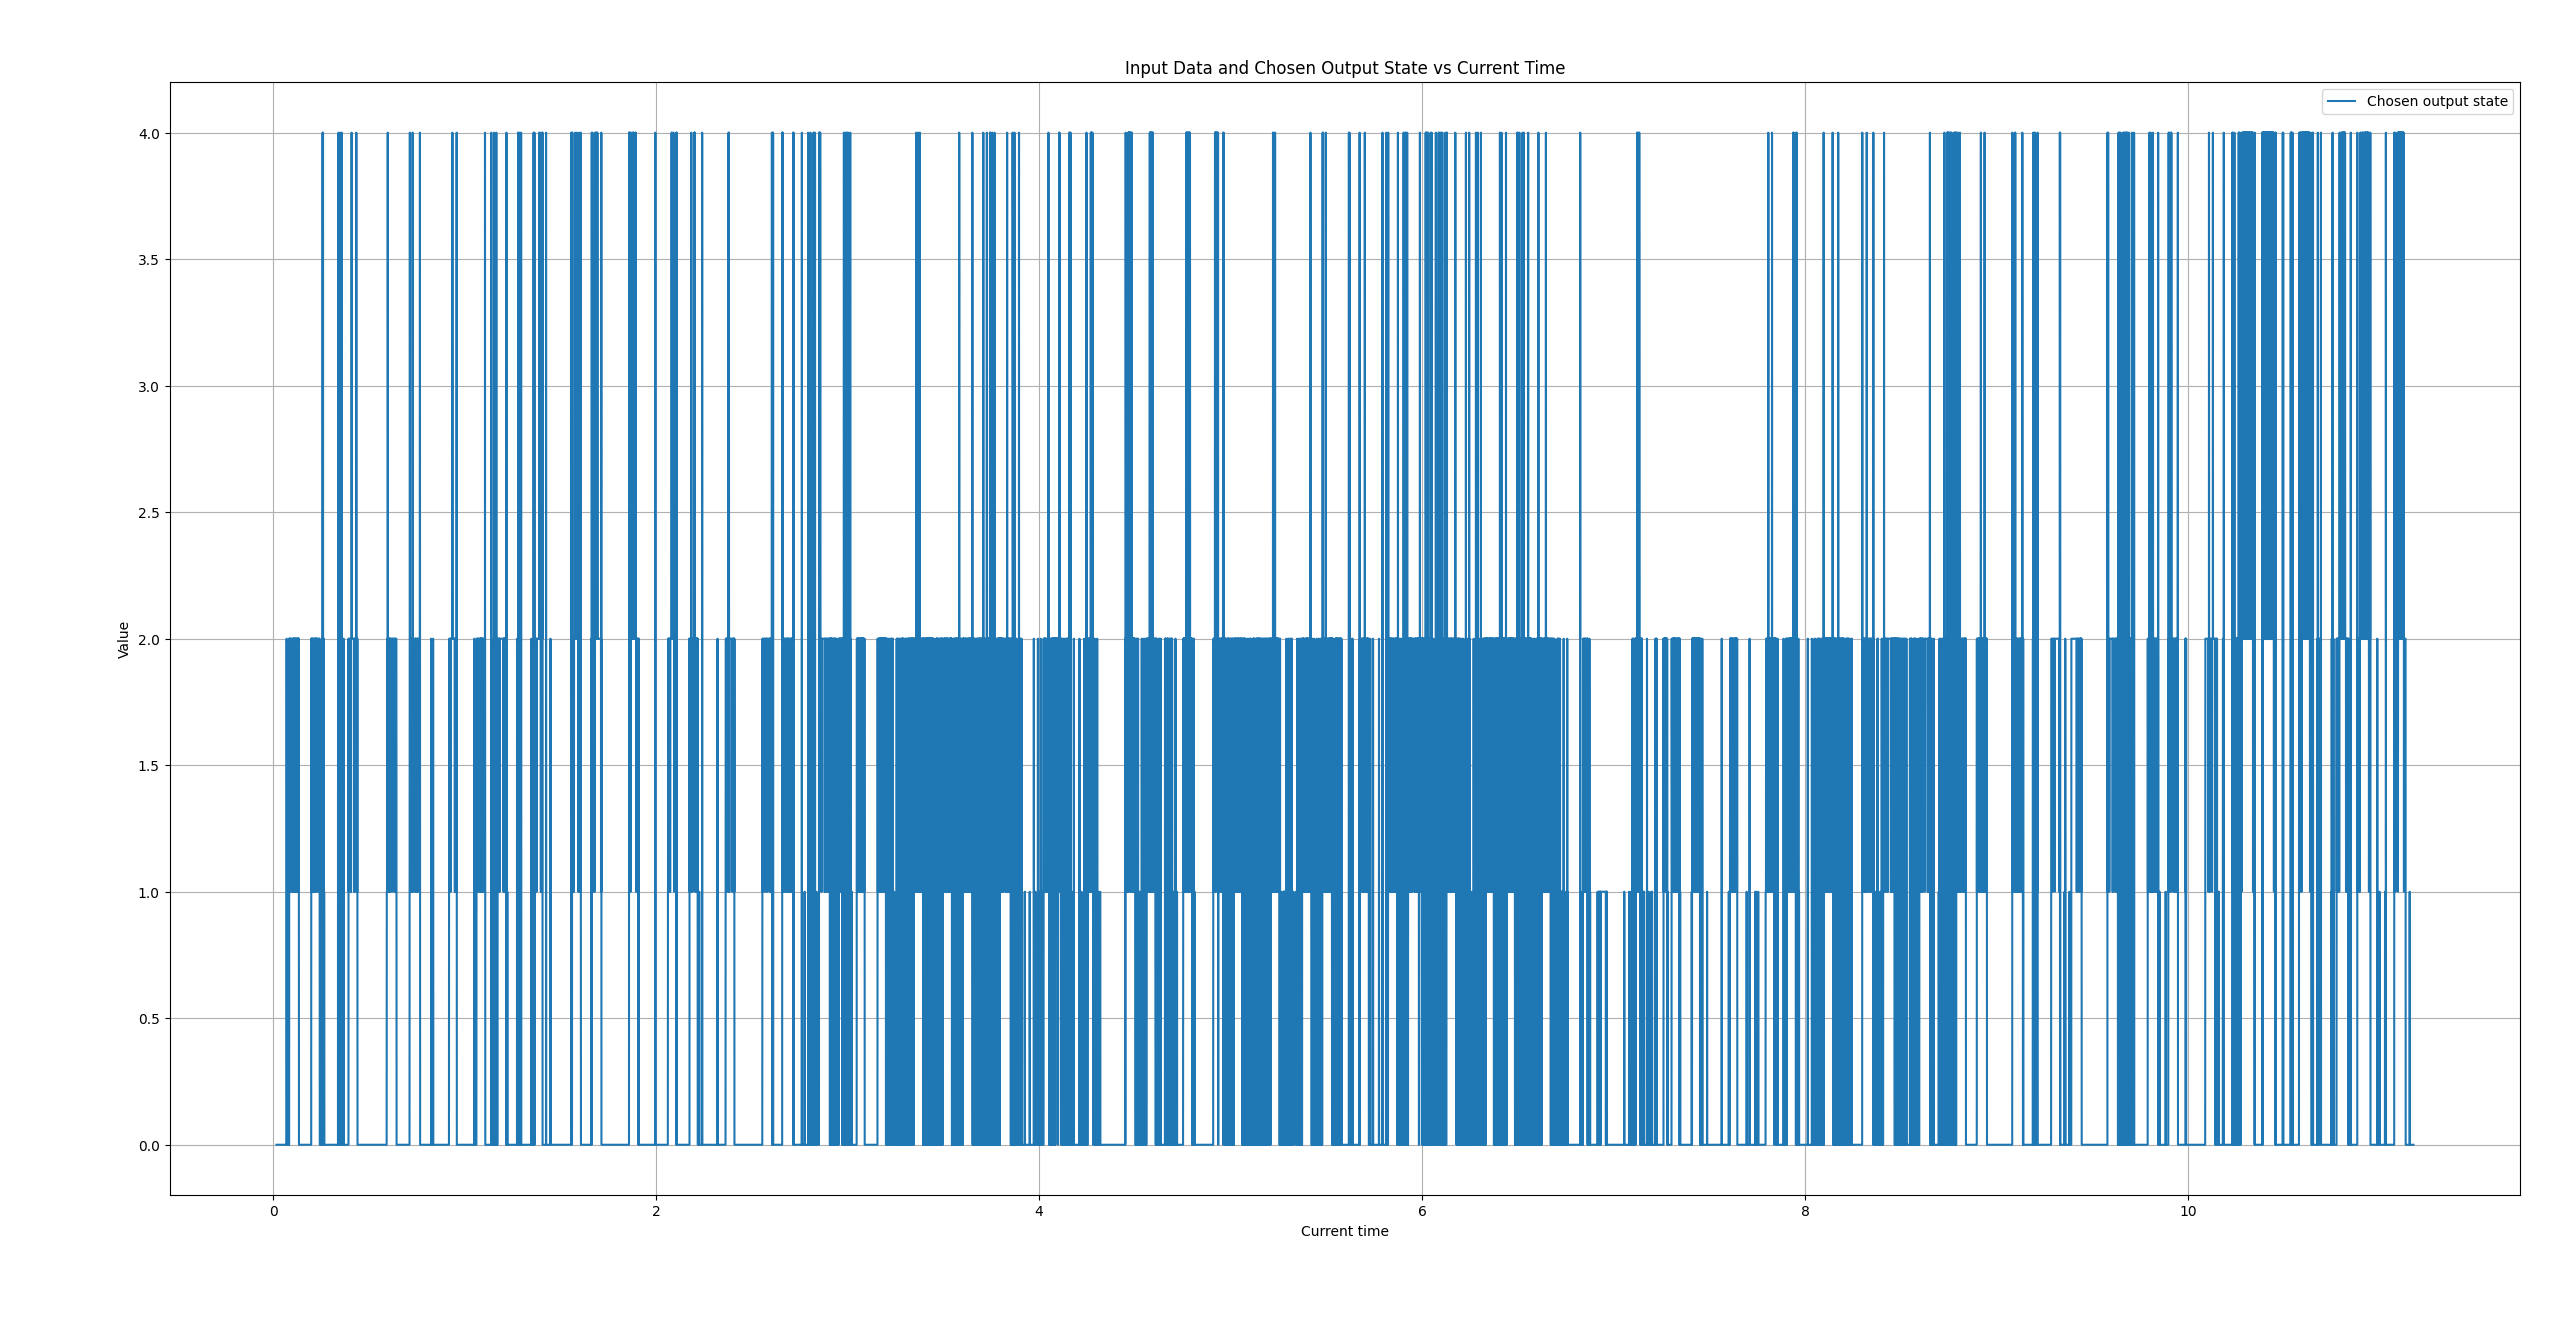 Input Data and Chosen Output State vs Current Time
Chosen output state
4.0
3.5
3.0
2.5
2.0
1.5
1.0
0.5
0.0
Value
0 2 4 6 8 10
Current time